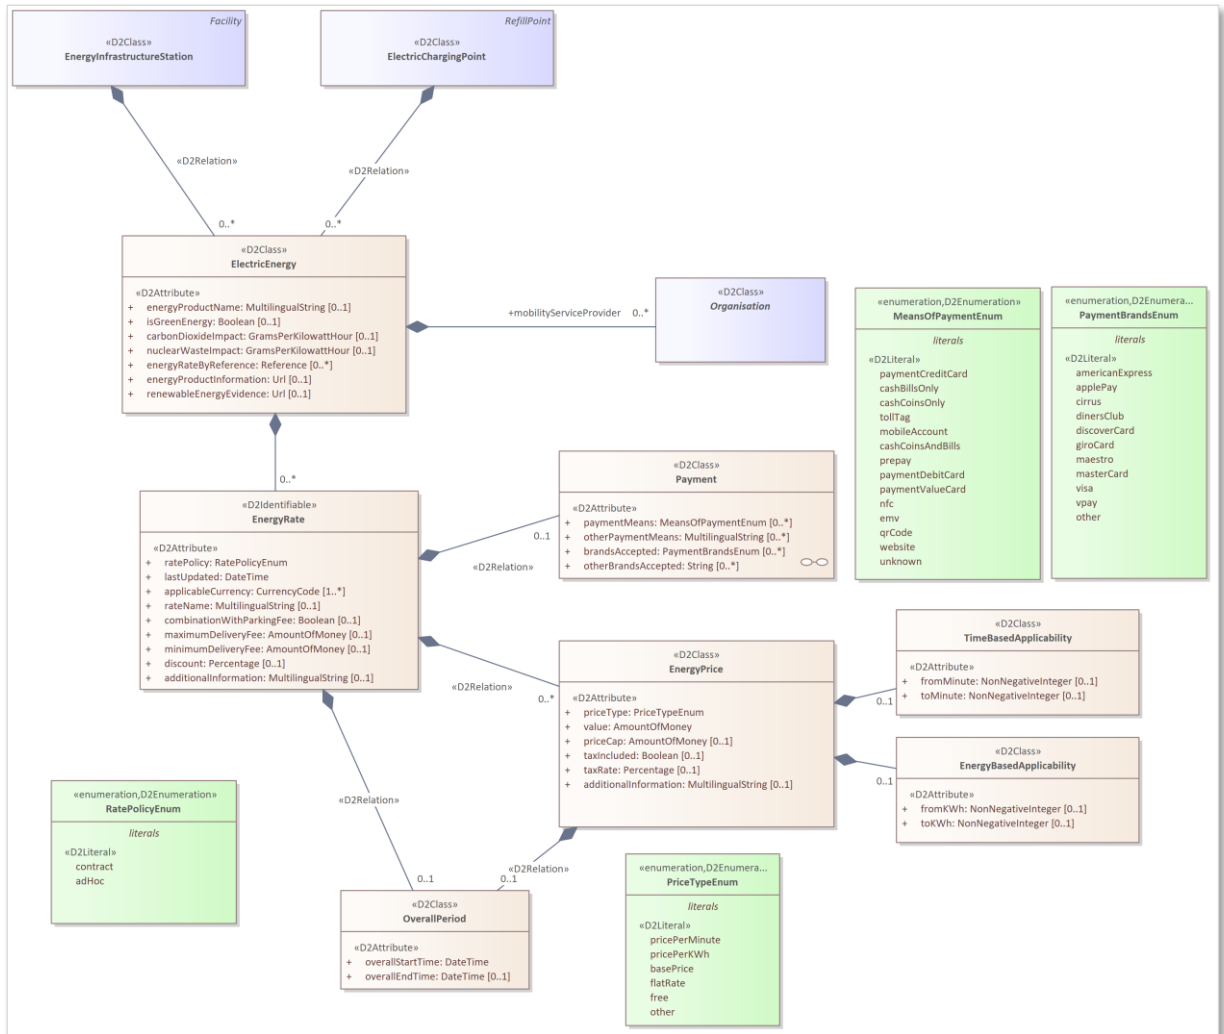 Facility
«D2Class»
EnergyInfrastructureStation
RefillPoint
«D2Class»
ElectricChargingPoint
«D2Relation»
«D2Relation»
0..*
0..*
«D2Class»
ElectricEnergy
«D2Attribute»
+ energyProductName: MultilingualString [0..1]
+ isGreenEnergy: Boolean [0..1]
+ carbonDioxideImpact: GramsPerKilowattHour [0..1]
+ nuclearWasteImpact: GramsPerKilowattHour [0..1]
+ energyRateByReference: Reference [0..*]
+ energyProductInformation: Url [0..1]
+ renewableEnergyEvidence: Url [0..1]
+mobilityServiceProvider 0..*
«D2Class»
Organisation
«enumeration,D2Enumeration»
MeansOfPaymentEnum
literals
«D2Literal»
paymentCreditCard
cashBillsOnly
cashCoinsOnly
tollTag
mobileAccount
cashCoinsAndBills
prepay
paymentDebitCard
paymentValueCard
nfc
emv
qrCode
website
unknown
«enumeration,D2Enumera...
PaymentBrandsEnum
literals
«D2Literal»
americanExpress
applePay
cirrus
dinersClub
discoverCard
giroCard
maestro
masterCard
visa
vpay
other
0..*
«D2Identifiable»
EnergyRate
«D2Attribute»
+ ratePolicy: RatePolicyEnum
+ lastUpdated: DateTime
+ applicableCurrency: CurrencyCode [1..*]
+ rateName: MultilingualString [0..1]
+ combinationWithParkingFee: Boolean [0..1]
+ maximumDeliveryFee: AmountOfMoney [0..1]
+ minimumDeliveryFee: AmountOfMoney [0..1]
+ discount: Percentage [0..1]
+ additionalInformation: MultilingualString [0..1]
0..1
«D2Relation»
«D2Class»
Payment
«D2Attribute»
+ paymentMeans: MeansOfPaymentEnum [0..*]
+ otherPaymentMeans: MultilingualString [0..*]
+ brandsAccepted: PaymentBrandsEnum [0..*]
+ otherBrandsAccepted: String [0..*]
«D2Relation»
0..*
«D2Class»
EnergyPrice
«D2Attribute»
+ priceType: PriceTypeEnum
+ value: AmountOfMoney
+ priceCap: AmountOfMoney [0..1]
+ taxIncluded: Boolean [0..1]
+ taxRate: Percentage [0..1]
+ additionalInformation: MultilingualString [0..1]
0..1
«D2Class»
TimeBasedApplicability
«D2Attribute»
+ fromMinute: NonNegativeInteger [0..1]
+ toMinute: NonNegativeInteger [0..1]
0..1
«D2Class»
EnergyBasedApplicability
«D2Attribute»
+ fromKWh: NonNegativeInteger [0..1]
+ toKWh: NonNegativeInteger [0..1]
«enumeration,D2Enumeration»
RatePolicyEnum
literals
«D2Literal»
contract
adHoc
«D2Relation»
0..1
«D2Relation»
0..1
«D2Class»
OverallPeriod
«D2Attribute»
+ overallStartTime: DateTime
+ overallEndTime: DateTime [0..1]
«enumeration,D2Enumera...
PriceTypeEnum
literals
«D2Literal»
pricePerMinute
pricePerKWh
basePrice
flatRate
free
other